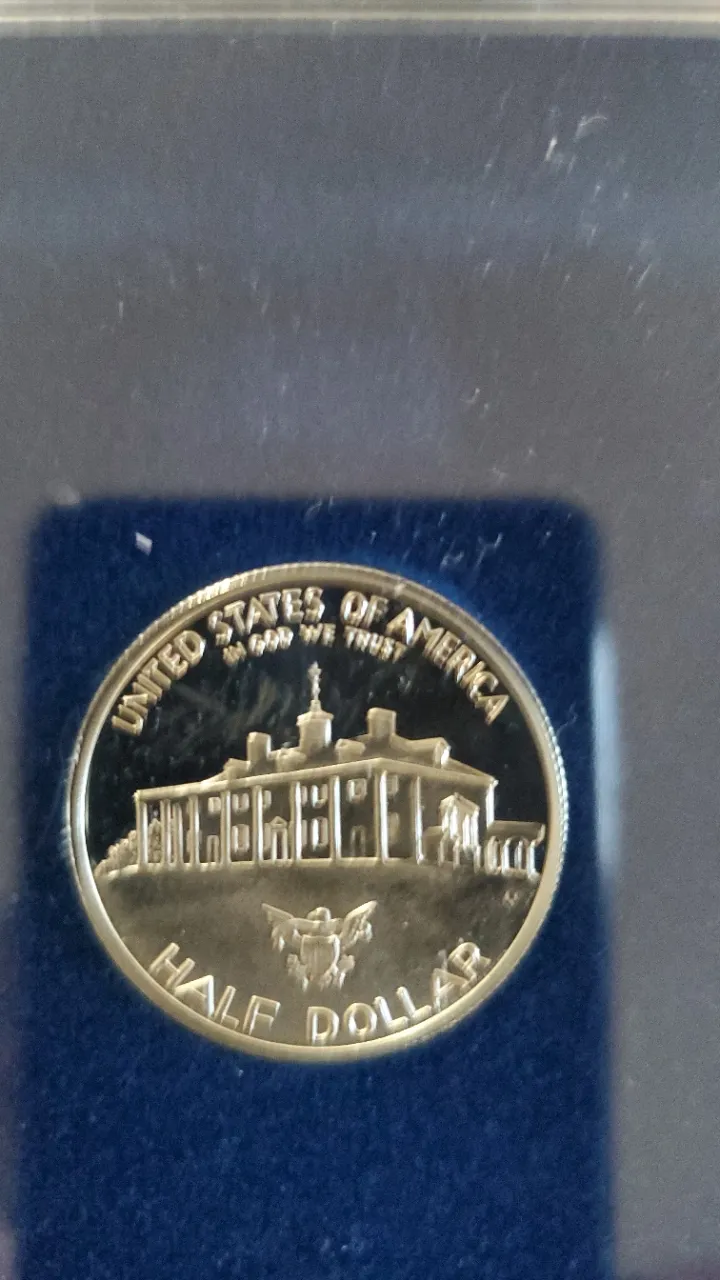 UNITED STATES OF AMERICA
IN GOD WE TRUST
HALF DOLLAR